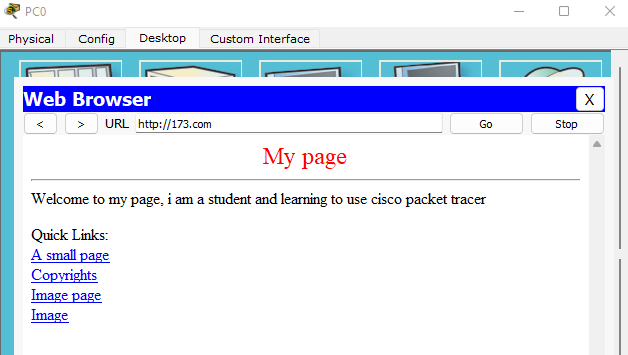 PC0
Physical Config Desktop Custom Interface
Web Browser X
< > URL http://173.com Go Stop
My page
Welcome to my page, i am a student and learning to use cisco packet tracer
Quick Links:
A small page
Copyrights
Image page
Image